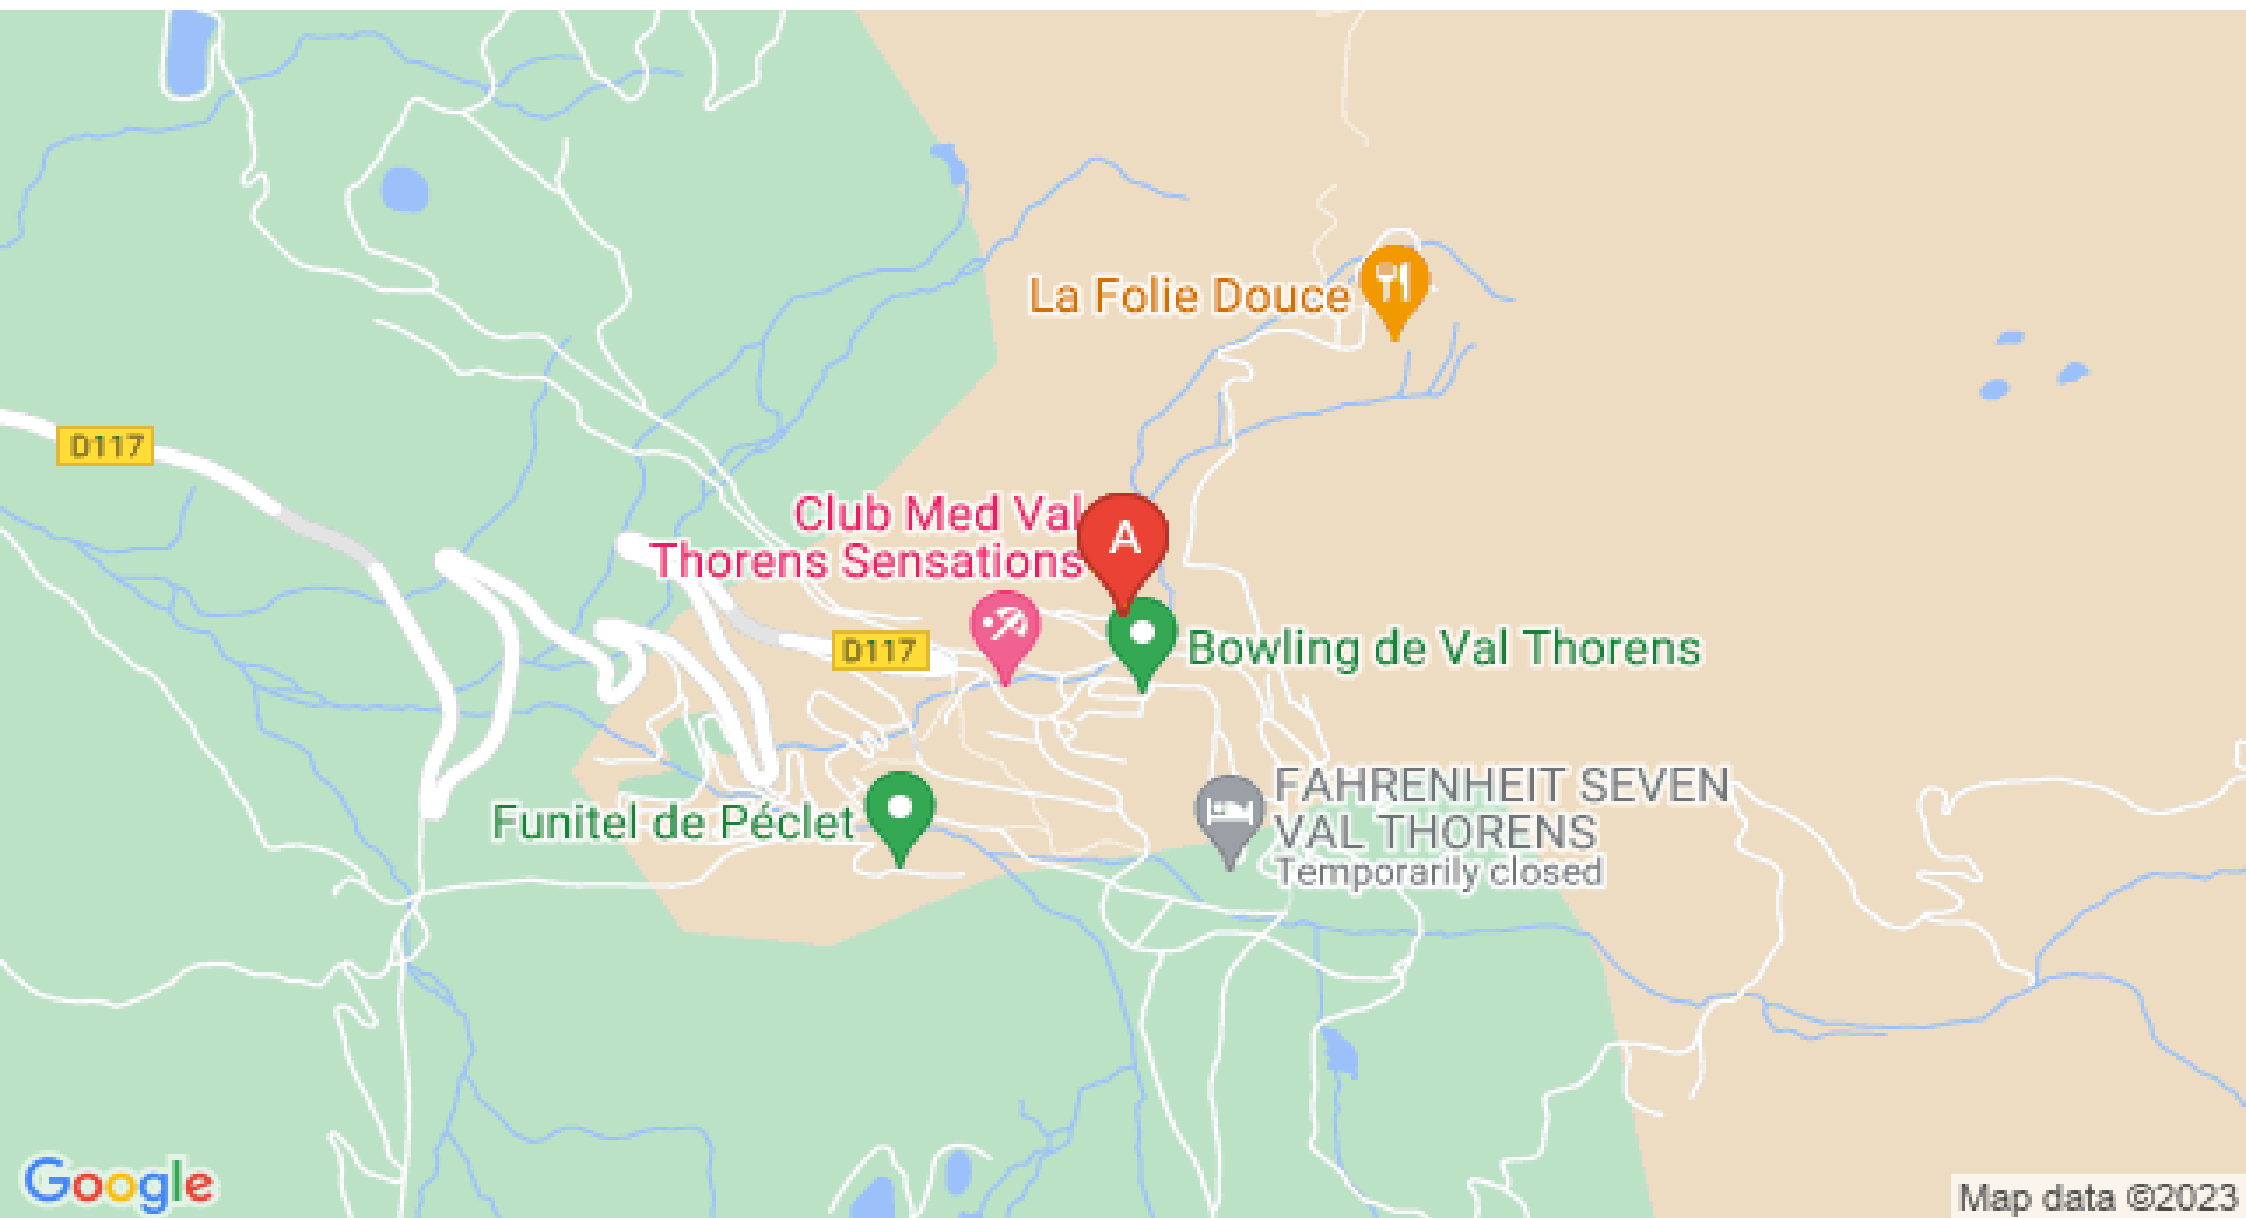 La Folie Douce
D117
Club Med Val
Thorens Sensations
A
D117
Bowling de Val Thorens
Funitel de Péclet
FAHRENHEIT SEVEN
VAL THORENS
Temporarily closed
Google
Map data ©2023